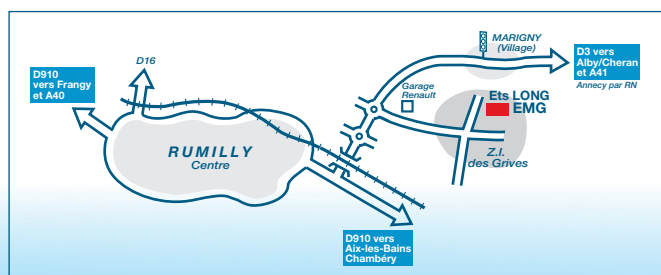 D910
vers Frangy
et A40
D16
RUMILLY
Centre
MARIGNY
(Village)
D3 vers
Alby/Cheran
et A41
Annecy par RN
Garage
Renault
Ets LONG
EMG
Z.I.
des Grives
D910 vers
Aix-les-Bains
Chambéry